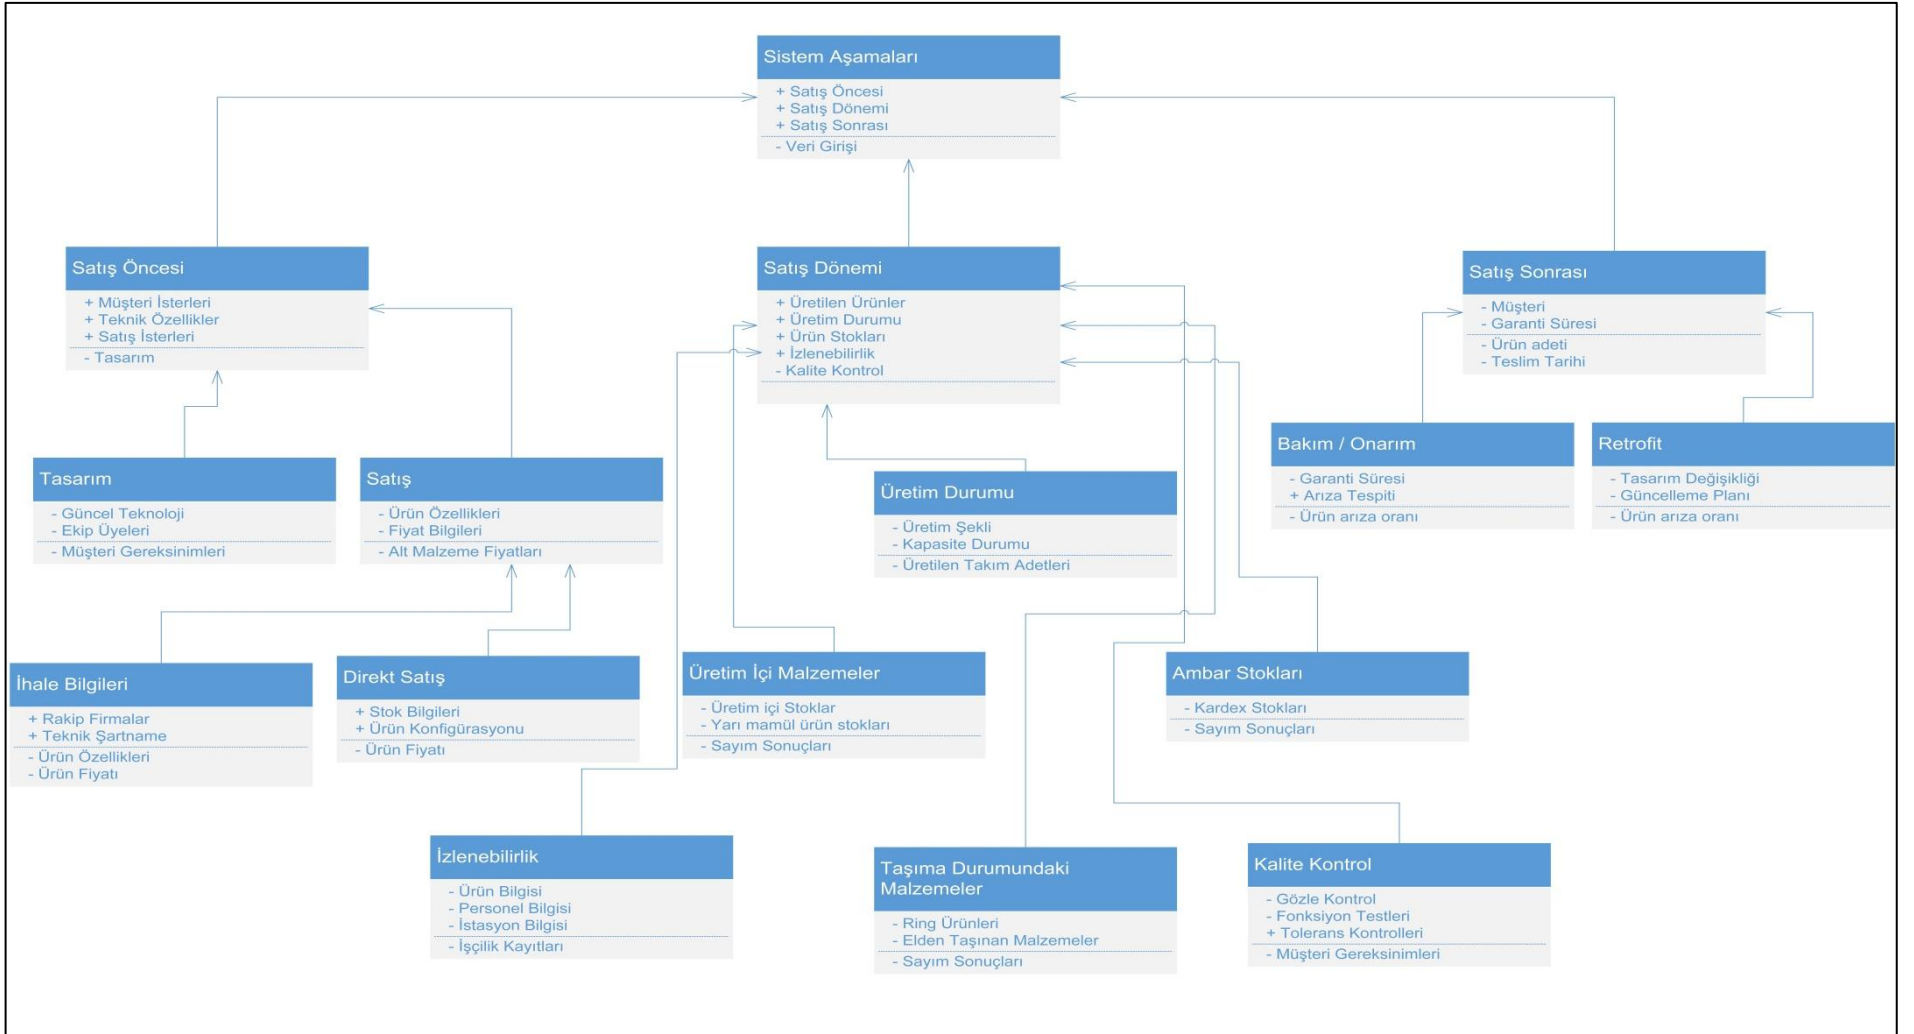 Sistem Aşamaları
+ Satış Öncesi
+ Satış Dönemi
+ Satış Sonrası
- Veri Girişi
Satış Öncesi
+ Müşteri İsterleri
+ Teknik Özellikler
+ Satış İsterleri
- Tasarım
Satış Dönemi
+ Üretilen Ürünler
+ Üretim Durumu
+ Ürün Stokları
+ İzlenebilirlik
- Kalite Kontrol
Satış Sonrası
- Müşteri
- Garanti Süresi
- Ürün adeti
- Teslim Tarihi
Tasarım
- Güncel Teknoloji
- Ekip Üyeleri
- Müşteri Gereksinimleri
Satış
- Ürün Özellikleri
- Fiyat Bilgileri
- Alt Malzeme Fiyatları
Üretim Durumu
- Üretim Şekli
- Kapasite Durumu
- Üretilen Takım Adetleri
Bakım / Onarım
- Garanti Süresi
+ Arıza Tespiti
- Ürün arıza oranı
Retrofit
- Tasarım Değişikliği
- Güncelleme Planı
- Ürün arıza oranı
İhale Bilgileri
+ Rakip Firmalar
+ Teknik Şartname
- Ürün Özellikleri
- Ürün Fiyatı
Direkt Satış
+ Stok Bilgileri
+ Ürün Konfigürasyonu
- Ürün Fiyatı
Üretim İçi Malzemeler
- Üretim içi Stoklar
- Yarı mamül ürün stokları
- Sayım Sonuçları
Ambar Stokları
- Kardex Stokları
- Sayım Sonuçları
İzlenebilirlik
- Ürün Bilgisi
- Personel Bilgisi
- İstasyon Bilgisi
- İşçilik Kayıtları
Taşıma Durumundaki
Malzemeler
- Ring Ürünleri
- Elden Taşınan Malzemeler
- Sayım Sonuçları
Kalite Kontrol
- Gözle Kontrol
- Fonksiyon Testleri
+ Tolerans Kontrolleri
- Müşteri Gereksinimleri